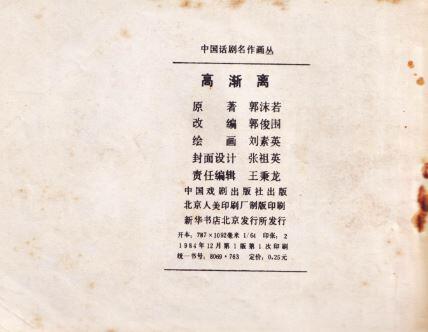 中国话剧名作画丛
高渐离
原 著 郭沫若
改 编 郭俊国
绘 画 刘素英
封面设计 张祖英
责任编辑 王秉龙
中国戏剧出版社出版
北京人美印刷厂制版印刷
新华书店北京发行所发行
开本：787×1092毫米 1/64 印张：2
1984年12月第1版第1次印刷
统一书号：8069·763 定价：0.25元